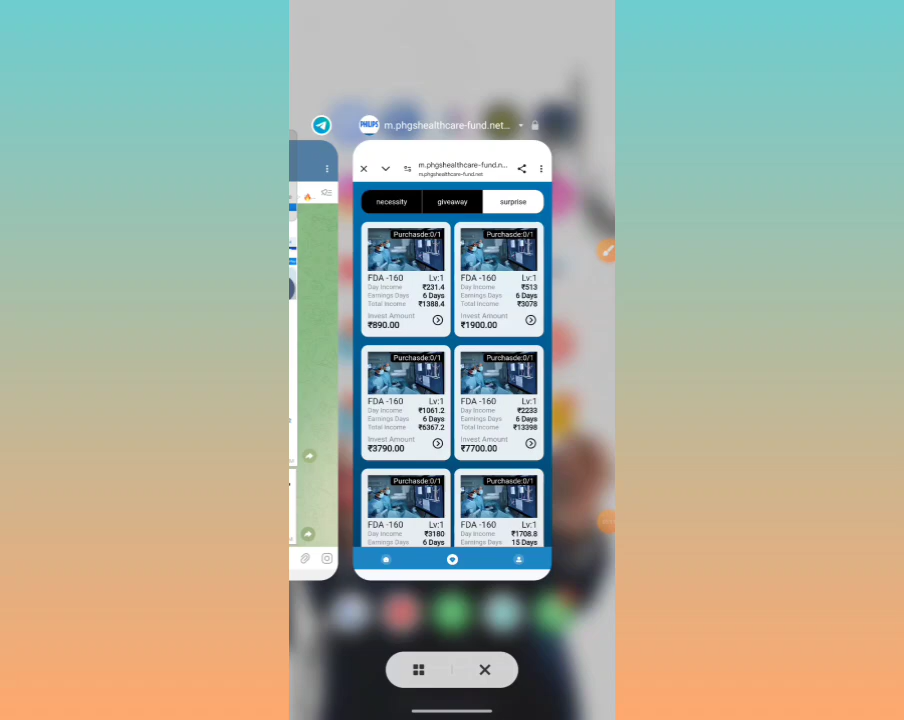 PHILIPS m.phgshealthcare-fund.net...
m.phgshealthcare-fund.n...
m.phgshealthcare-fund.net
necessity giveaway surprise
Purchasde:0/1 Purchasde:0/1
FDA -160 Lv:1 FDA -160 Lv:1
Day Income ₹231.4 Day Income ₹513
Earnings Days 6 Days Earnings Days 6 Days
Total Income ₹1388.4 Total Income ₹3078
Invest Amount Invest Amount
₹890.00 ₹1900.00
Purchasde:0/1 Purchasde:0/1
FDA -160 Lv:1 FDA -160 Lv:1
Day Income ₹1061.2 Day Income ₹2233
Earnings Days 6 Days Earnings Days 6 Days
Total Income ₹6367.2 Total Income ₹13398
Invest Amount Invest Amount
₹3790.00 ₹7700.00
Purchasde:0/1 Purchasde:0/1
FDA -160 Lv:1 FDA -160 Lv:1
Day Income ₹3180 Day Income ₹1708.8
Earnings Days 6 Days Earnings Days 15 Days